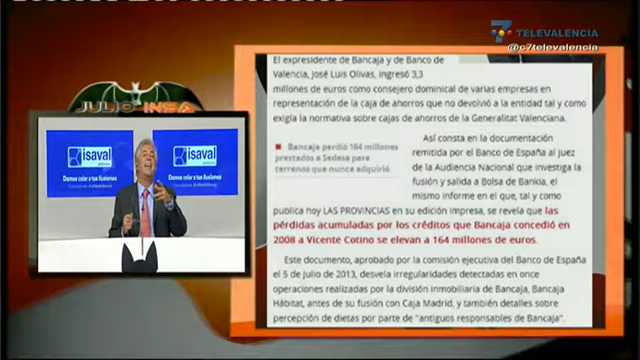 TELEVALENCIA
@c7televalencia
El expresidente de Bancaja y de Banco de
Valencia, José Luis Olivas, ingresó 3,3
millones de euros como consejero dominical de varias empresas en
representación de la caja de ahorros que no devolvió a la entidad tal y como
exigía la normativa sobre cajas de ahorros de la Generalitat Valenciana.
Bancaja perdió 164 millones
prestados a Sedesa para
terrenos que nunca adquirió
Así consta en la documentación
remitida por el Banco de España al juez
de la Audiencia Nacional que investiga la
fusión y salida a Bolsa de Bankia, el
mismo informe en el que, tal y como
publica hoy LAS PROVINCIAS en su edición impresa, se revela que las
pérdidas acumuladas por los créditos que Bancaja concedió en
2008 a Vicente Cotino se elevan a 164 millones de euros.
Este documento, aprobado por la comisión ejecutiva del Banco de España
el 5 de julio de 2013, desvela irregularidades detectadas en once
operaciones realizadas por la división inmobiliaria de Bancaja, Bancaja
Hábitat, antes de su fusión con Caja Madrid, y también detalles sobre
percepción de dietas por parte de "antiguos responsables de Bancaja".
JULIO INSA
isaval
Damos color a tus ilusiones
isaval
Damos color a tus ilusiones